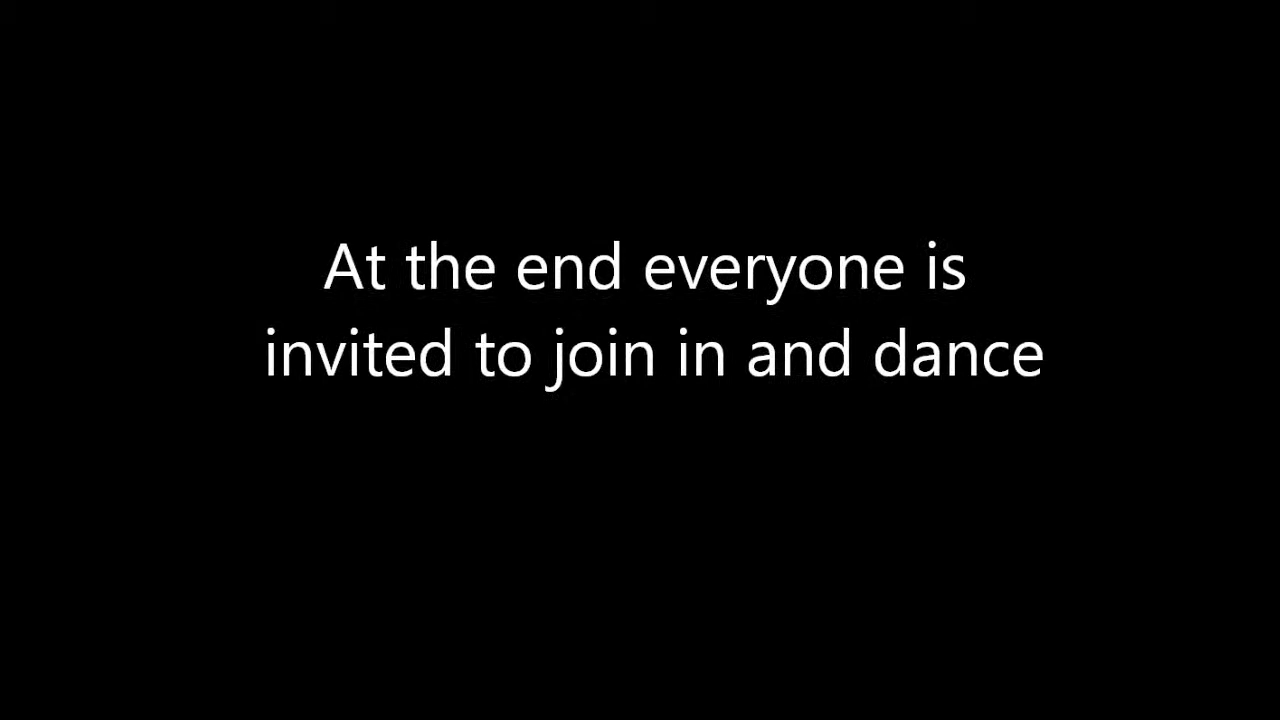 At the end everyone is
invited to join in and dance